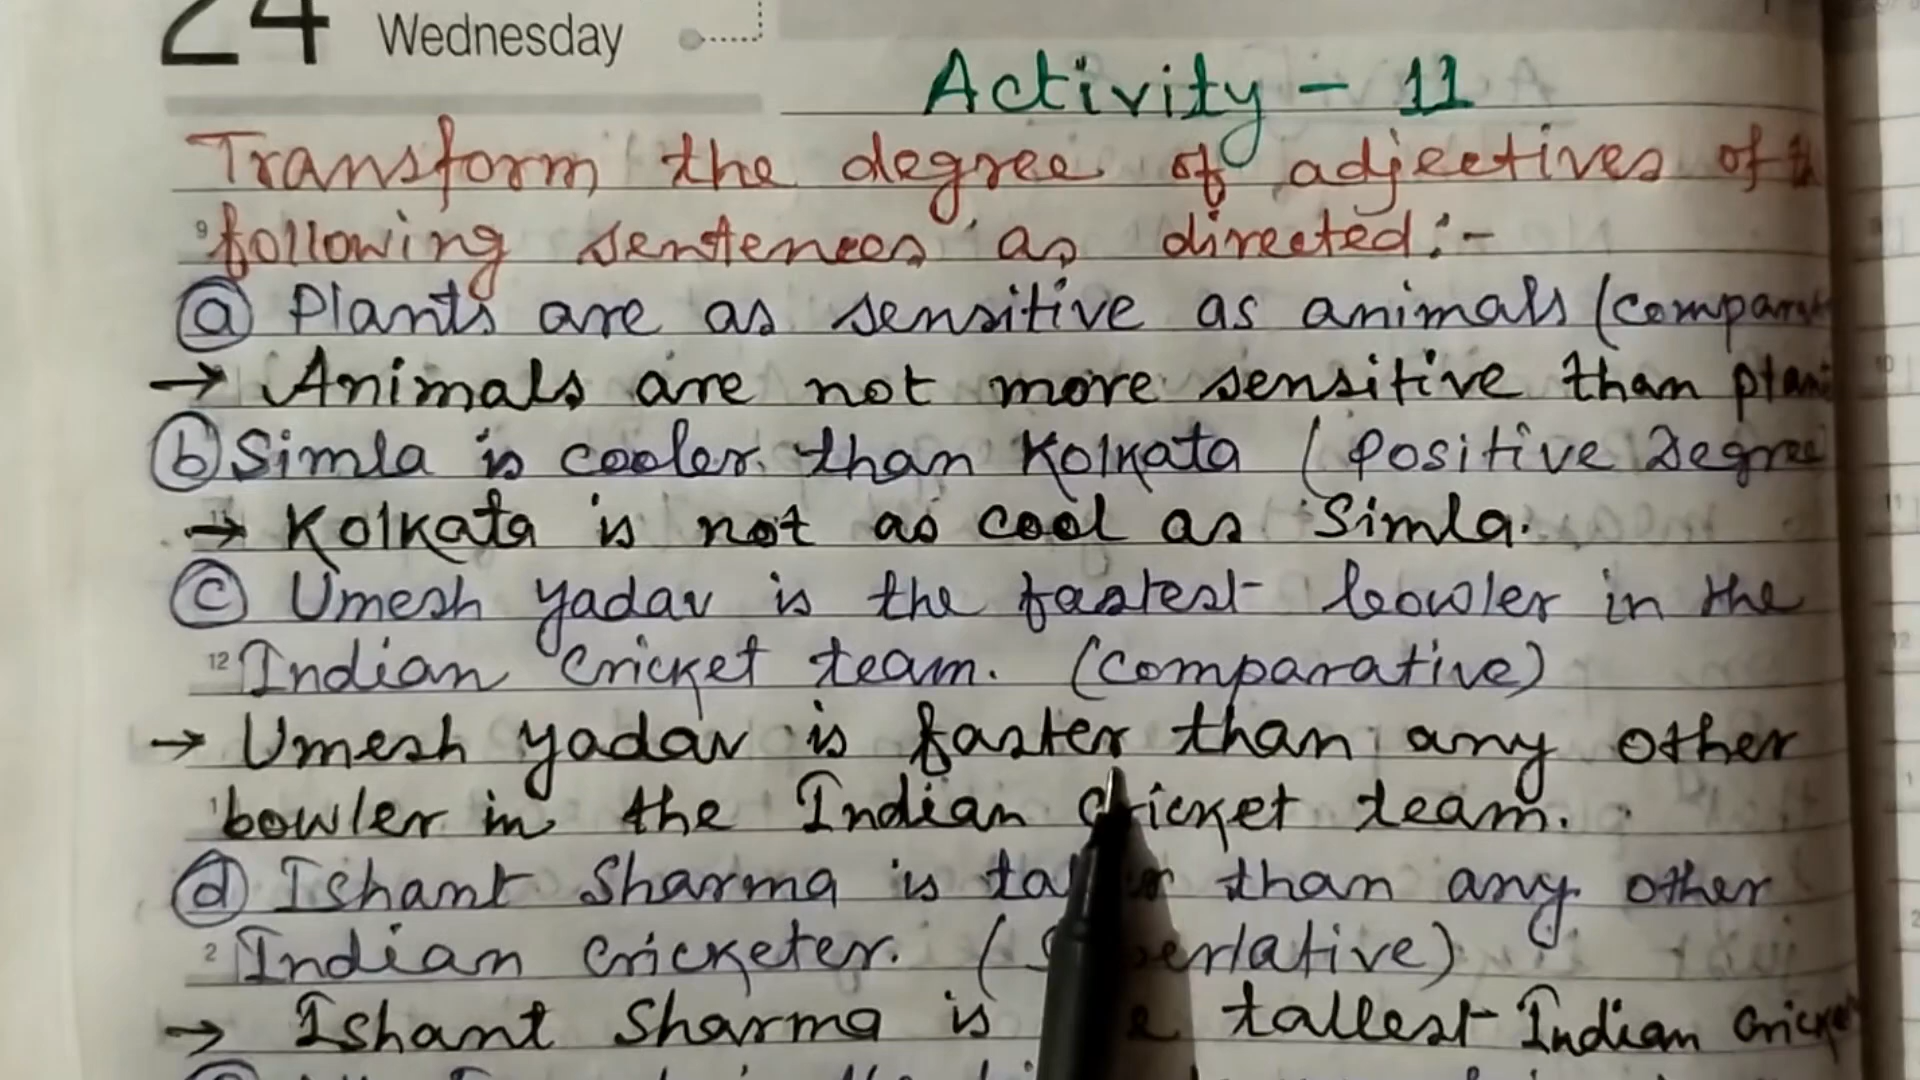 24 Wednesday
Activity - 11
Transform the degree of adjectives of
following sentences as directed:-
(a) Plants are as sensitive as animals (compara
→ Animals are not more sensitive than plan
(b) Simla is cooler than Kolkata (Positive Degree
→ Kolkata is not as cool as Simla.
(c) Umesh yadav is the fastest bowler in the
Indian cricket team. (Comparative)
→ Umesh yadav is faster than any other
bowler in the Indian cricket team.
(d) Ishant Sharma is than any other
Indian cricketer.
→ Ishant Sharma is tallest Indian